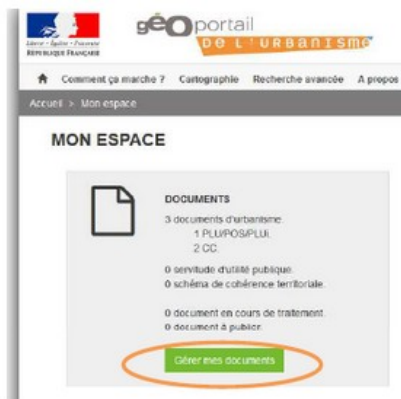 géoportail
DE L'URBANISME
Liberté • Égalité • Fraternité
RÉPUBLIQUE FRANÇAISE
Comment ça marche ? Cartographie Recherche avancée A propos
Accueil > Mon espace
MON ESPACE
DOCUMENTS
3 documents d'urbanisme.
1 PLU/POS/PLUi.
2 CC.
0 servitude d'utilité publique.
0 schéma de cohérence territoriale.
0 document en cours de traitement.
0 document à publier.
Gérer mes documents